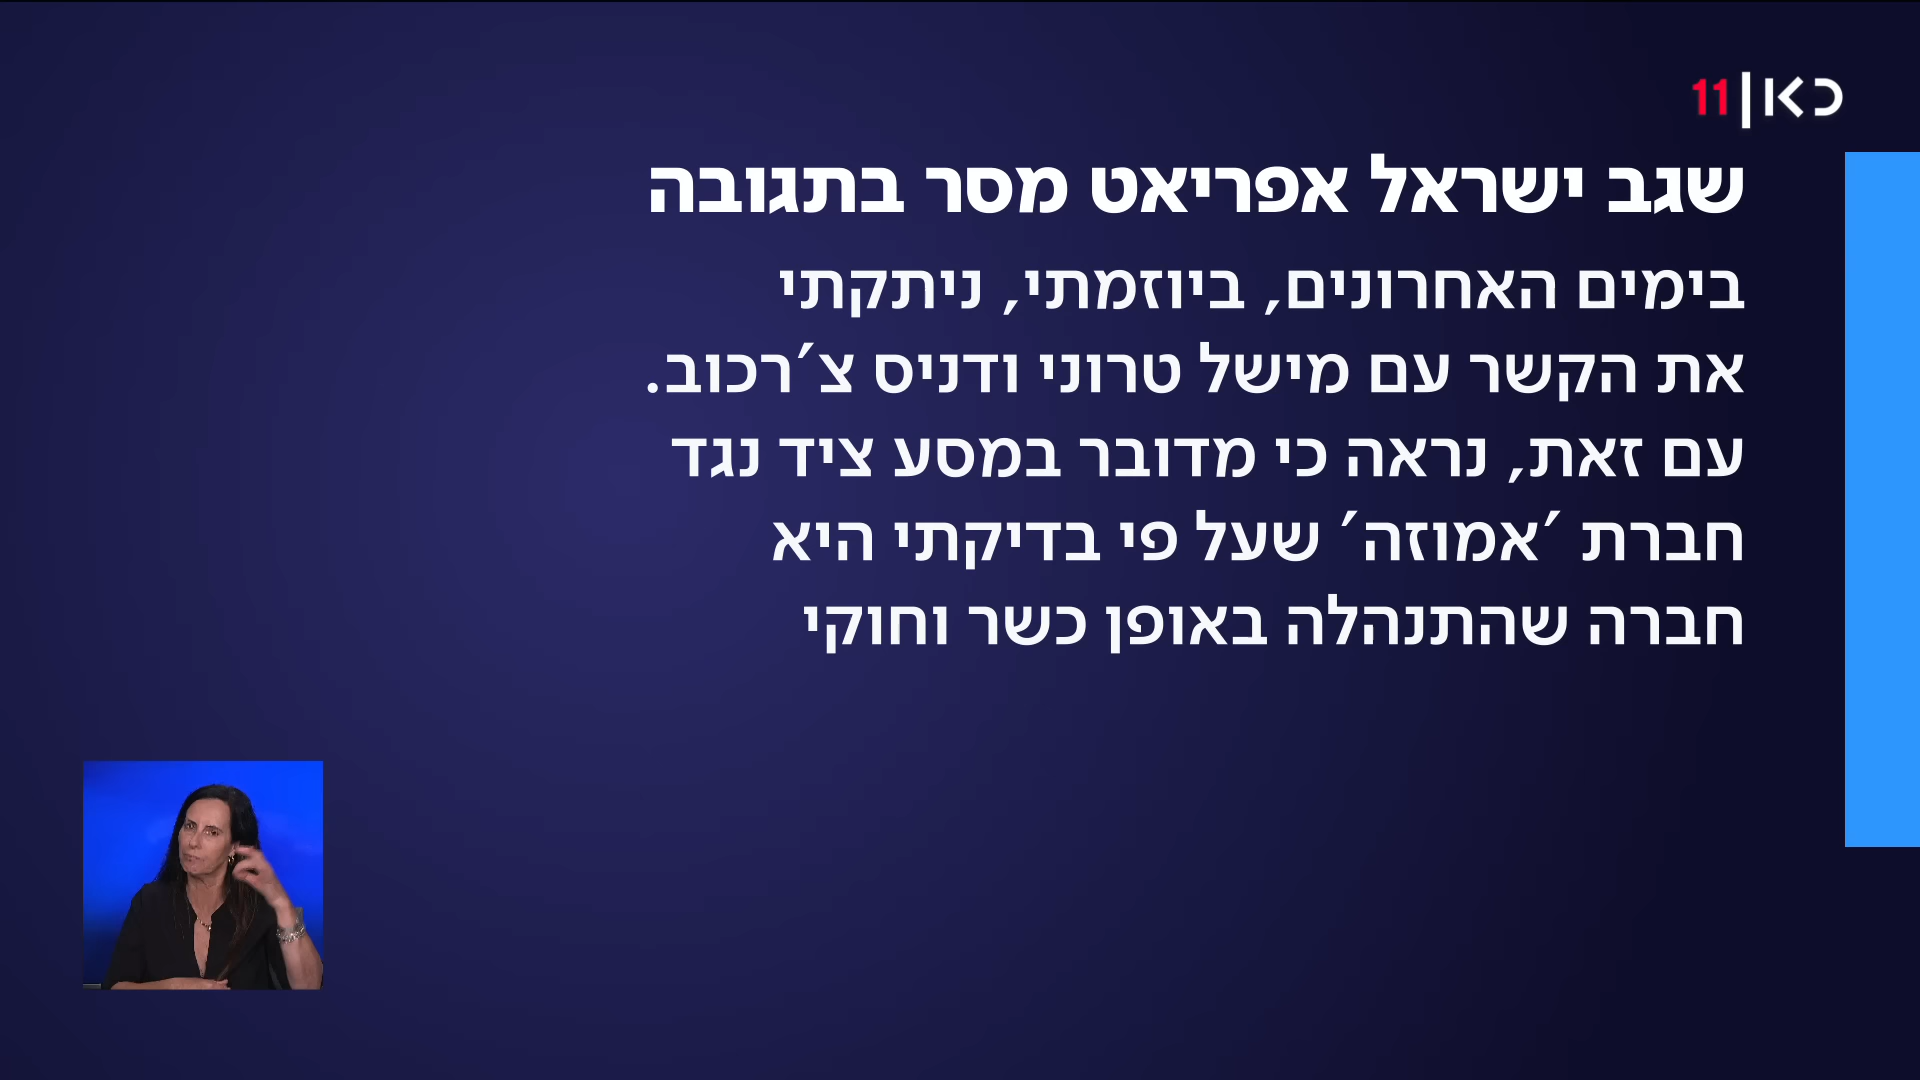 כאן|11
שגב ישראל אפריאט מסר בתגובה
בימים האחרונים, ביוזמתי, ניתקתי
את הקשר עם מישל טרוני ודניס צ׳רכוב.
עם זאת, נראה כי מדובר במסע ציד נגד
חברת ׳אמוזה׳ שעל פי בדיקתי היא
חברה שהתנהלה באופן כשר וחוקי